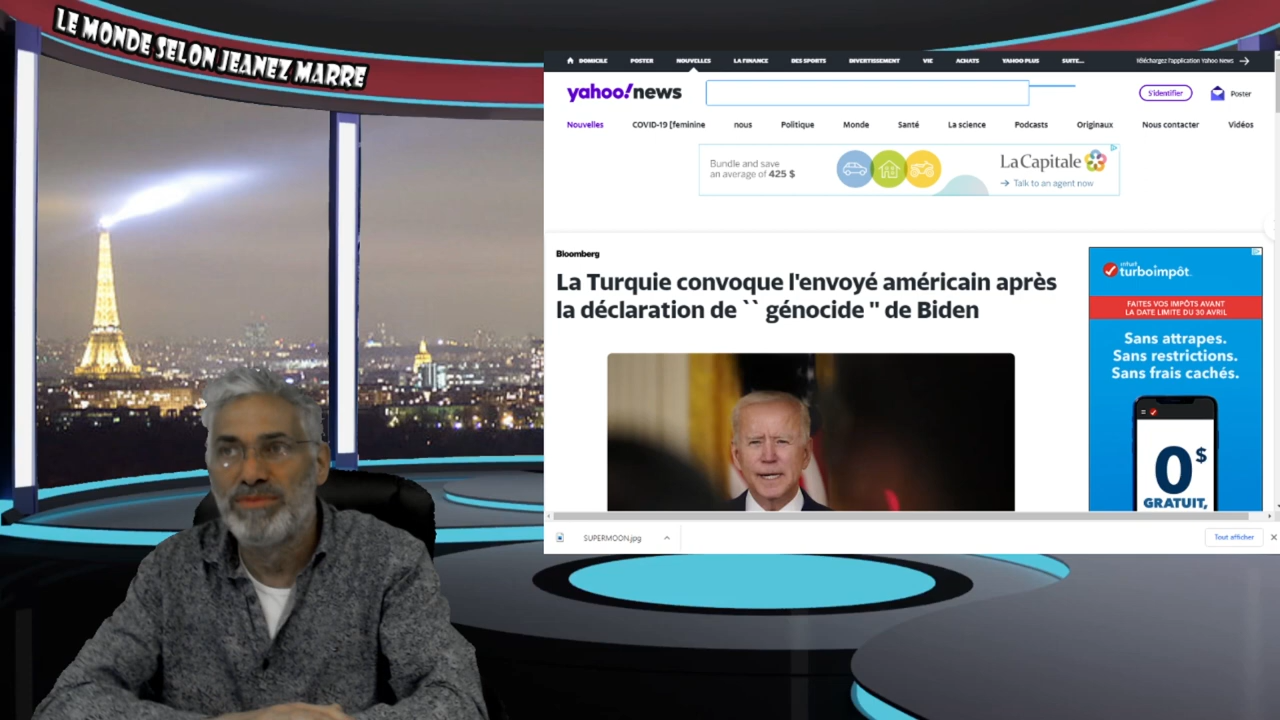 LE MONDE SELON JEANEZ MARRE
DOMICILE POSTER NOUVELLES LA FINANCE DES SPORTS DIVERTISSEMENT VIE ACHATS YAHOO PLUS SUITE... Téléchargez l'application Yahoo News
yahoo!news
S'identifier
Poster
Nouvelles COVID-19 [feminine nous Politique Monde Santé La science Podcasts Originaux Nous contacter Vidéos
Bundle and save
an average of 425 $
La Capitale
Talk to an agent now
Bloomberg
La Turquie convoque l'envoyé américain après
la déclaration de `` génocide '' de Biden
intuit
turboimpôt.
FAITES VOS IMPÔTS AVANT
LA DATE LIMITE DU 30 AVRIL
Sans attrapes.
Sans restrictions.
Sans frais cachés.
0$
GRATUIT,
SUPERMOON.jpg
Tout afficher